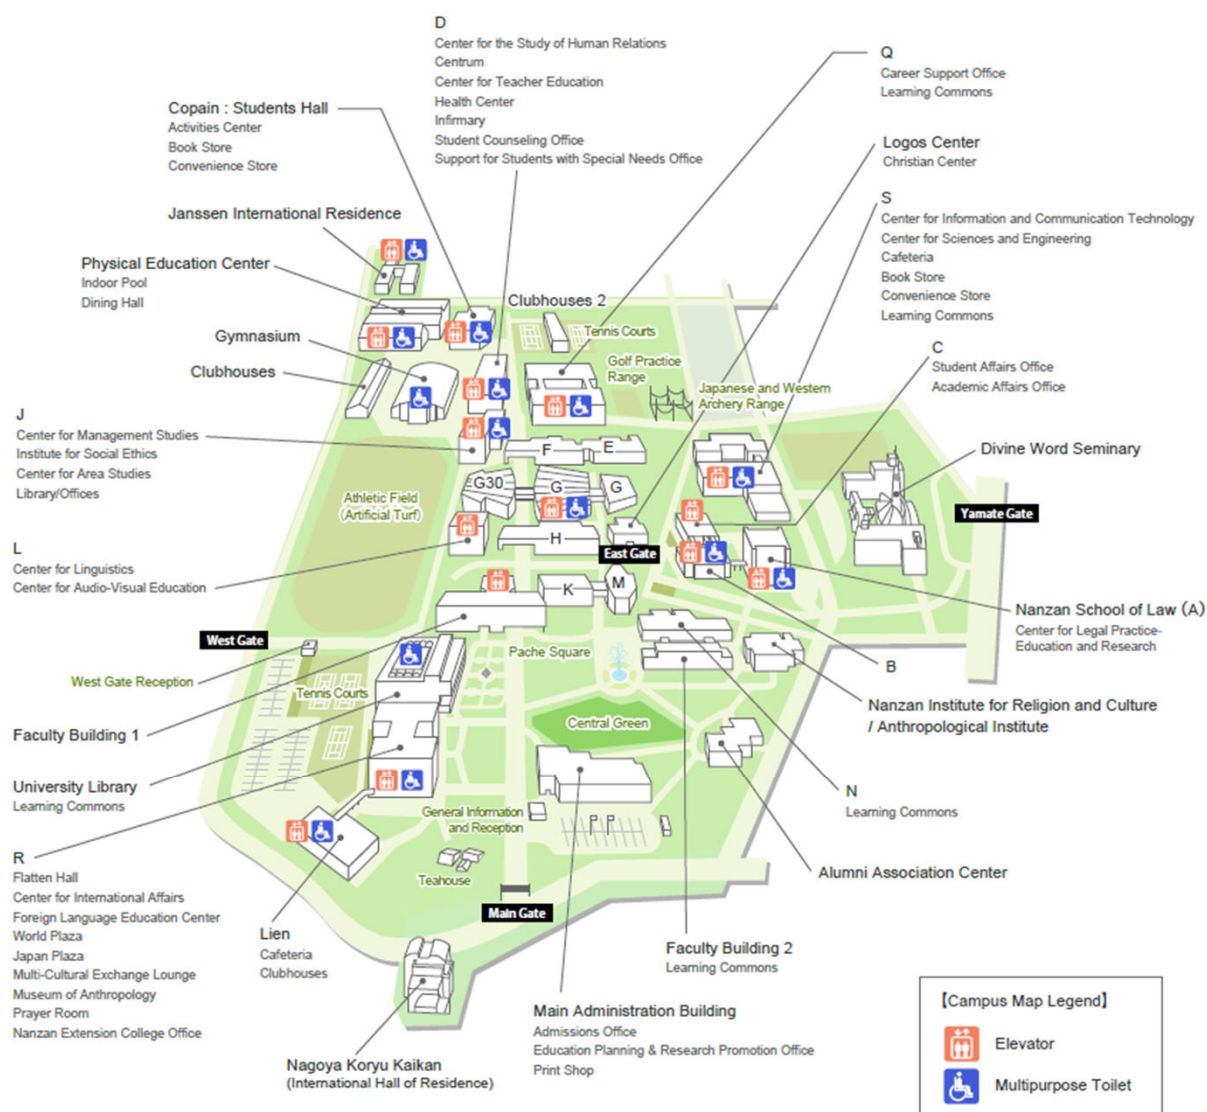 D
Center for the Study of Human Relations
Centrum
Center for Teacher Education
Health Center
Infirmary
Student Counseling Office
Support for Students with Special Needs Office
Q
Career Support Office
Learning Commons
Copain : Students Hall
Activities Center
Book Store
Convenience Store
Logos Center
Christian Center
S
Center for Information and Communication Technology
Center for Sciences and Engineering
Cafeteria
Book Store
Convenience Store
Learning Commons
Janssen International Residence
Physical Education Center
Indoor Pool
Dining Hall
Gymnasium
Clubhouses
Clubhouses 2
Tennis Courts
Golf Practice
Range
Japanese and Western
Archery Range
C
Student Affairs Office
Academic Affairs Office
J
Center for Management Studies
Institute for Social Ethics
Center for Area Studies
Library/Offices
Divine Word Seminary
Yamate Gate
F
E
G30
G
G
H
East Gate
Athletic Field
(Artificial Turf)
L
Center for Linguistics
Center for Audio-Visual Education
K
M
Nanzan School of Law (A)
Center for Legal Practice-
Education and Research
West Gate
West Gate Reception
Tennis Courts
Pache Square
B
Nanzan Institute for Religion and Culture
/ Anthropological Institute
Faculty Building 1
Central Green
University Library
Learning Commons
N
Learning Commons
General Information
and Reception
P P
R
Flatten Hall
Center for International Affairs
Foreign Language Education Center
World Plaza
Japan Plaza
Multi-Cultural Exchange Lounge
Museum of Anthropology
Prayer Room
Nanzan Extension College Office
Teahouse
Alumni Association Center
Main Gate
Lien
Cafeteria
Clubhouses
Faculty Building 2
Learning Commons
Main Administration Building
Admissions Office
Education Planning & Research Promotion Office
Print Shop
Nagoya Koryu Kaikan
(International Hall of Residence)
【Campus Map Legend】
Elevator
Multipurpose Toilet